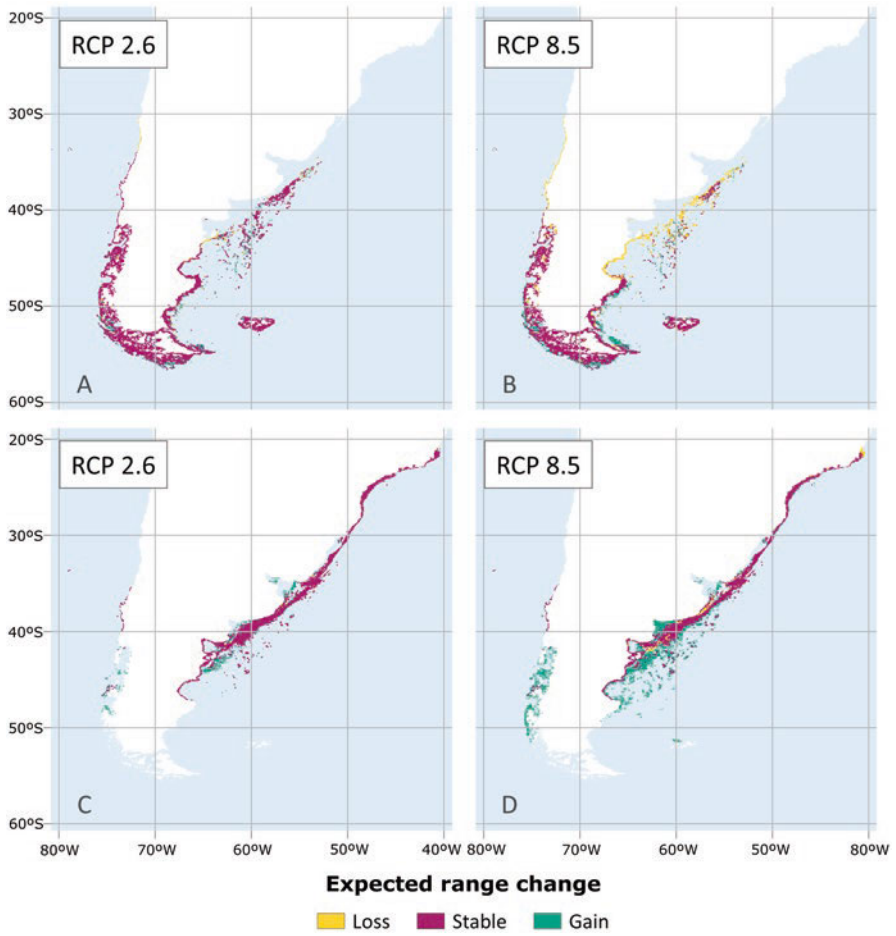 20ºS
RCP 2.6
RCP 8.5
30ºS
40ºS
50ºS
A
B
60ºS
20ºS
RCP 2.6
RCP 8.5
30ºS
40ºS
50ºS
C
D
60ºS
80ºW 70ºW 60ºW 50ºW 40ºW 80ºW 70ºW 60ºW 50ºW 80ºW
Expected range change
Loss Stable Gain